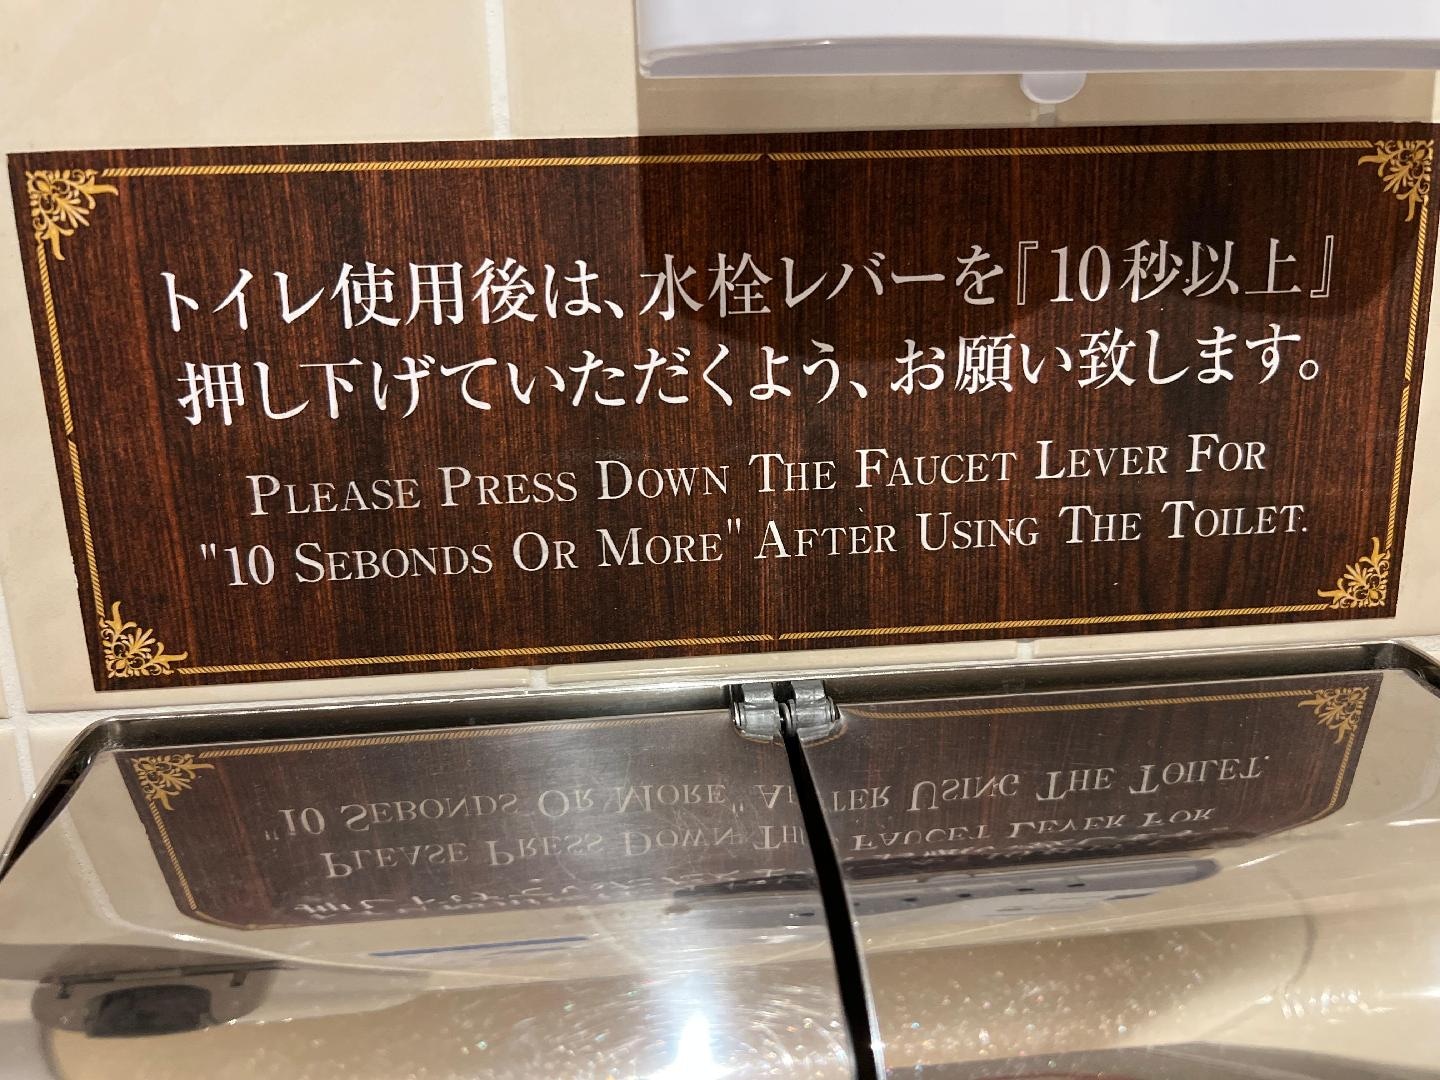 トイレ使用後は、水栓レバーを『10秒以上』
押し下げていただくよう、お願い致します。
PLEASE PRESS DOWN THE FAUCET LEVER FOR
"10 SEBONDS OR MORE" AFTER USING THE TOILET.